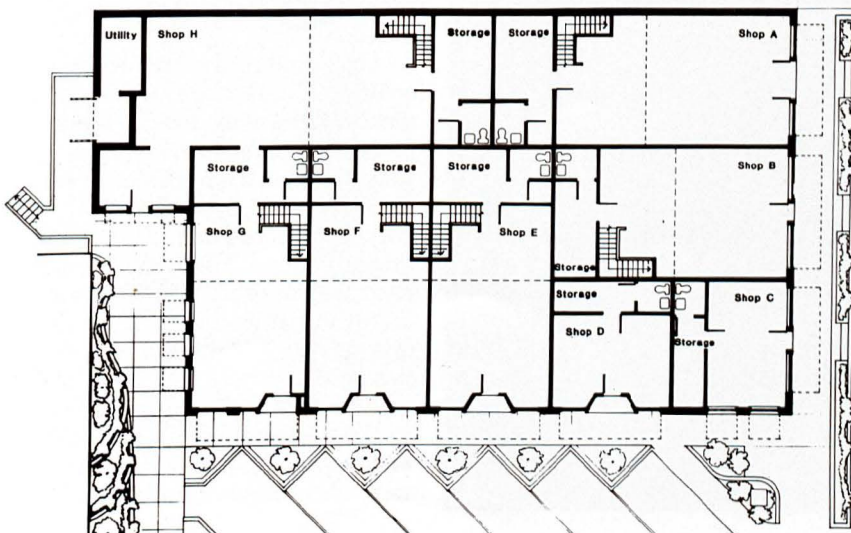 Utility
Shop H
Storage
Storage
Shop A
Storage
Storage
Storage
Shop B
Shop G
Shop F
Shop E
Storage
Storage
Shop C
Shop D
Storage